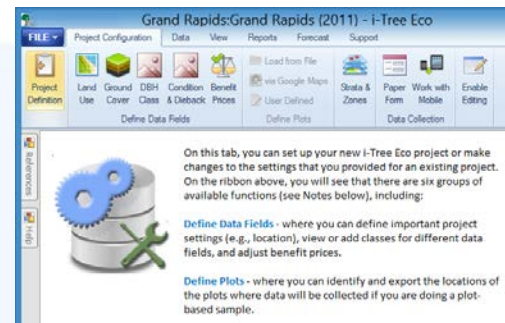 Grand Rapids:Grand Rapids (2011) - i-Tree Eco
FILE Project Configuration Data View Reports Forecast Support
Project Definition
Land Use
Ground Cover
DBH Class
Condition & Dieback
Benefit Prices
Define Data Fields
Load from File
via Google Maps
User Defined
Define Plots
Strata & Zones
Paper Form
Work with Mobile
Data Collection
Enable Editing
References
Help
On this tab, you can set up your new i-Tree Eco project or make
changes to the settings that you provided for an existing project.
On the ribbon above, you will see that there are six groups of
available functions (see Notes below), including:
Define Data Fields - where you can define important project
settings (e.g., location), view or add classes for different data
fields, and adjust benefit prices.
Define Plots - where you can identify and export the locations of
the plots where data will be collected if you are doing a plot-
based sample.